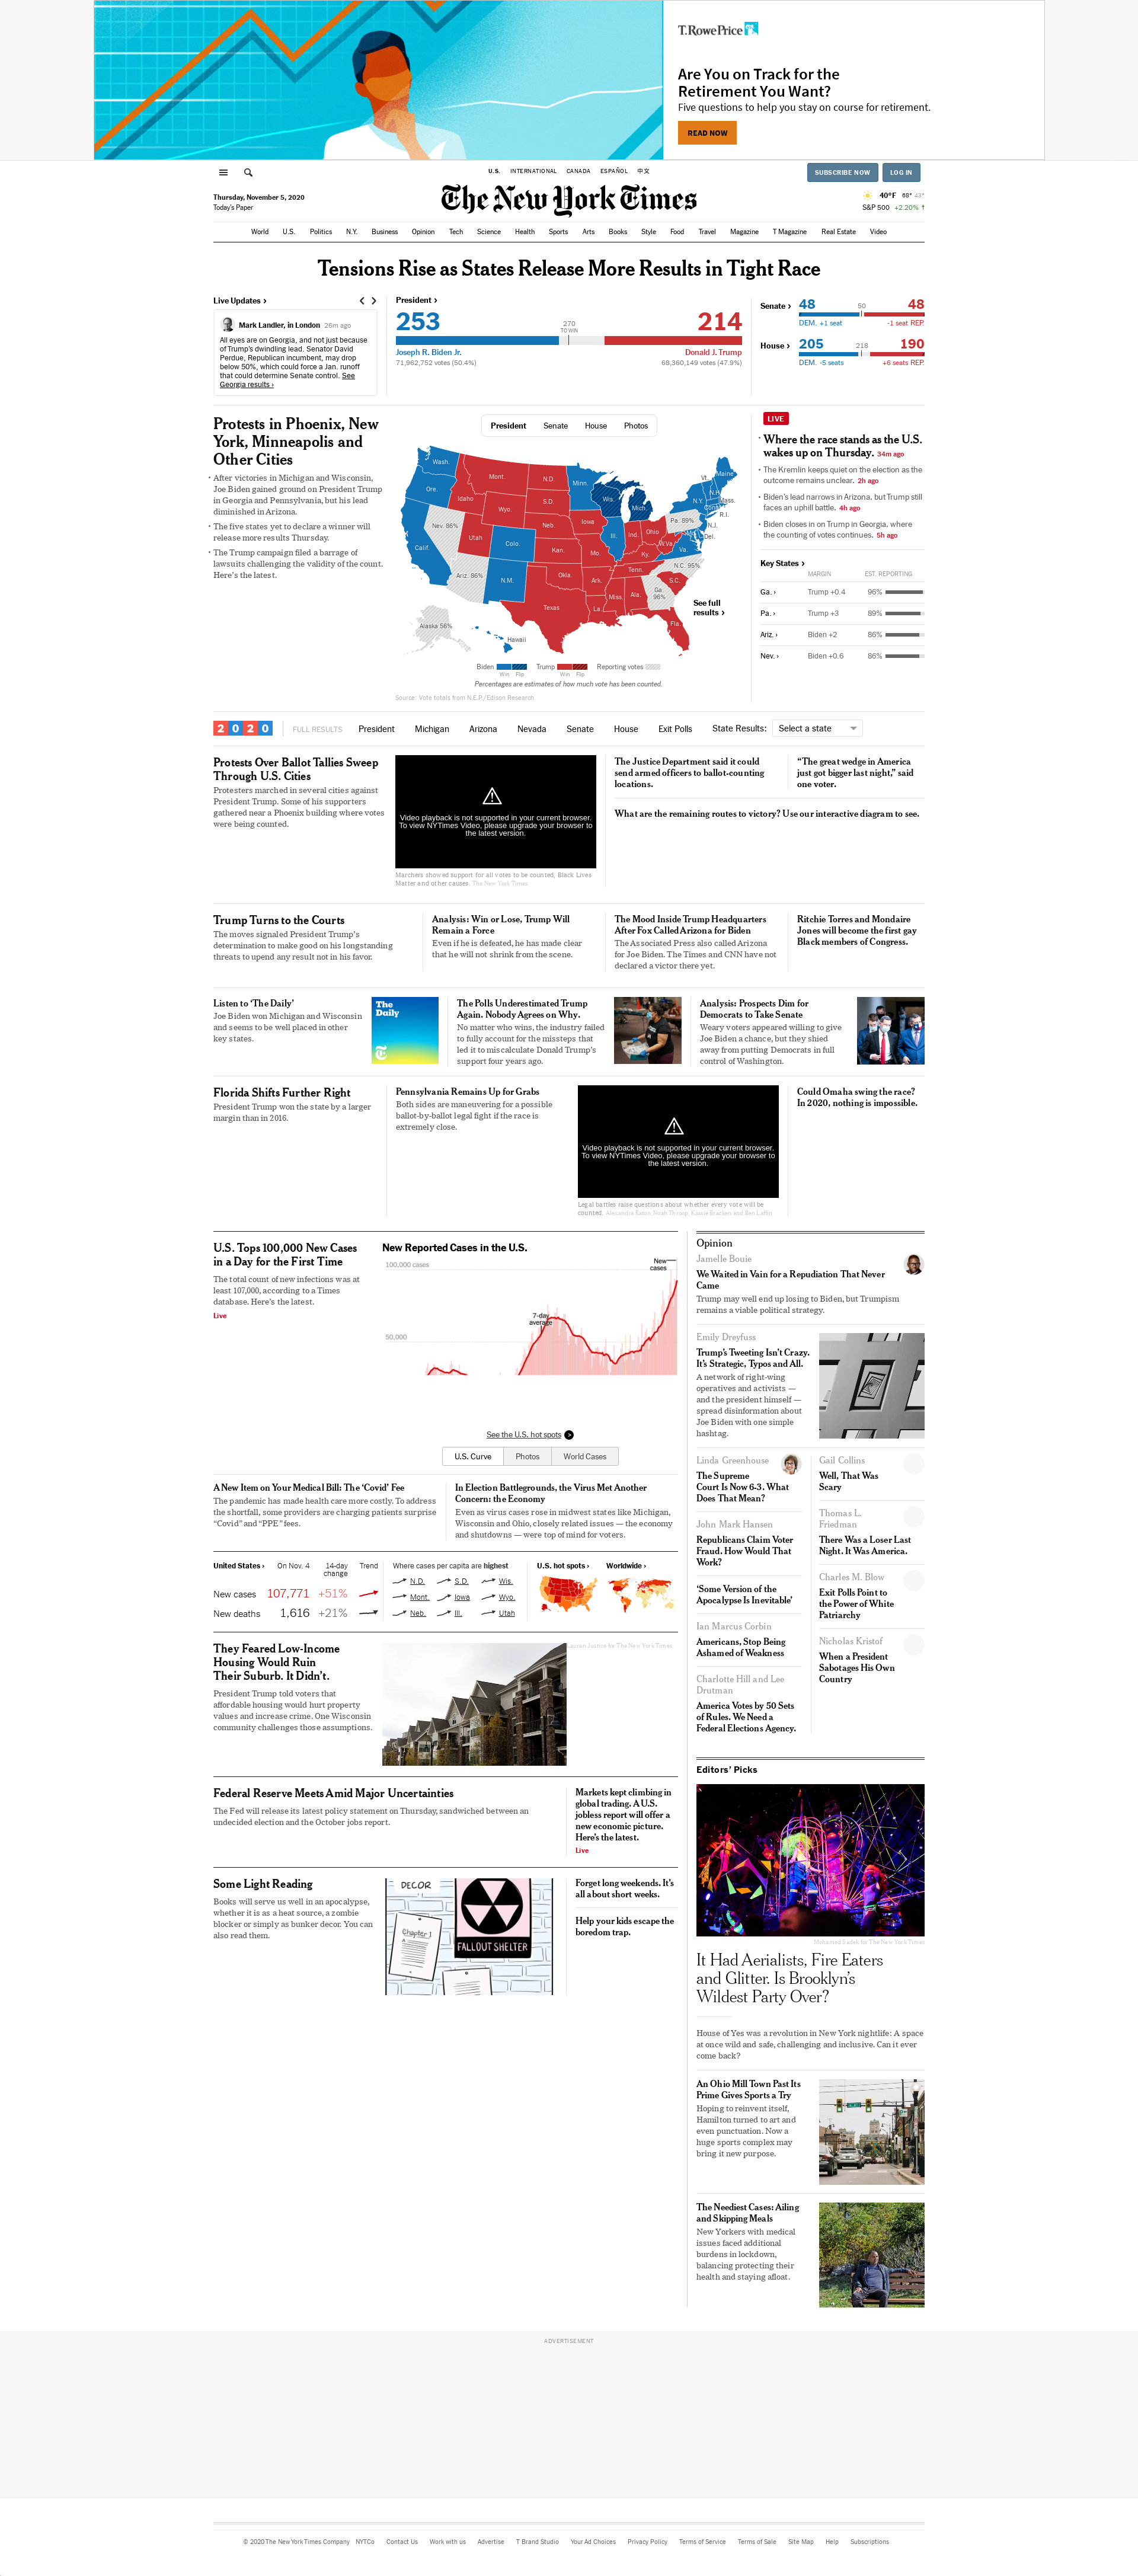 T.RowePrice
Are You on Track for the
Retirement You Want?
Five questions to help you stay on course for retirement.
READ NOW
U.S. INTERNATIONAL CANADA ESPAÑOL 中文
SUBSCRIBE NOW LOG IN
Thursday, November 5, 2020
Today's Paper
The New York Times
40°F 68° 43°
S&P 500 +2.20% ↑
World U.S. Politics N.Y. Business Opinion Tech Science Health Sports Arts Books Style Food Travel Magazine T Magazine Real Estate Video
Tensions Rise as States Release More Results in Tight Race
Live Updates ›
Mark Landler, in London 26m ago
All eyes are on Georgia, and not just because
of Trump's dwindling lead. Senator David
Perdue, Republican incumbent, may drop
below 50%, which could force a Jan. runoff
that could determine Senate control. See
Georgia results ›
President ›
253 270 TO WIN 214
Joseph R. Biden Jr. Donald J. Trump
71,962,752 votes (50.4%) 68,360,149 votes (47.9%)
Senate › 48 50 48
DEM. +1 seat -1 seat REP.
House › 205 218 190
DEM. -5 seats +6 seats REP.
Protests in Phoenix, New
York, Minneapolis and
Other Cities
• After victories in Michigan and Wisconsin,
Joe Biden gained ground on President Trump
in Georgia and Pennsylvania, but his lead
diminished in Arizona.
• The five states yet to declare a winner will
release more results Thursday.
• The Trump campaign filed a barrage of
lawsuits challenging the validity of the count.
Here's the latest.
President Senate House Photos
Wash.
Ore.
Calif.
Nev. 86%
Idaho
Mont.
Wyo.
Utah
Ariz. 86%
Colo.
N.M.
N.D.
S.D.
Neb.
Kan.
Okla.
Texas
Minn.
Iowa
Mo.
Ark.
La.
Wis.
Ill.
Mich.
Ind.
Ohio
Ky.
Tenn.
Miss.
Ala.
Ga. 96%
Fla.
S.C.
N.C. 95%
Va.
W.Va.
Pa. 89%
N.Y.
Vt.
N.H.
Maine
Mass.
R.I.
N.J.
Del.
Alaska 56%
Hawaii
See full
results ›
Biden Trump Reporting votes
Win Flip Win Flip
Percentages are estimates of how much vote has been counted.
Source: Vote totals from N.E.P./Edison Research
LIVE
• Where the race stands as the U.S.
wakes up on Thursday. 34m ago
• The Kremlin keeps quiet on the election as the
outcome remains unclear. 2h ago
• Biden's lead narrows in Arizona, but Trump still
faces an uphill battle. 4h ago
• Biden closes in on Trump in Georgia, where
the counting of votes continues. 5h ago
Key States ›
MARGIN EST. REPORTING
Ga. › Trump +0.4 96%
Pa. › Trump +3 89%
Ariz. › Biden +2 86%
Nev. › Biden +0.6 86%
2020 FULL RESULTS President Michigan Arizona Nevada Senate House Exit Polls State Results: Select a state
Protests Over Ballot Tallies Sweep
Through U.S. Cities
Protesters marched in several cities against
President Trump. Some of his supporters
gathered near a Phoenix building where votes
were being counted.
Video playback is not supported in your current browser.
To view NYTimes Video, please upgrade your browser to
the latest version.
Marchers showed support for all votes to be counted, Black Lives
Matter and other causes. The New York Times
The Justice Department said it could
send armed officers to ballot-counting
locations.
“The great wedge in America
just got bigger last night,” said
one voter.
What are the remaining routes to victory? Use our interactive diagram to see.
Trump Turns to the Courts
The moves signaled President Trump's
determination to make good on his longstanding
threats to upend any result not in his favor.
Analysis: Win or Lose, Trump Will
Remain a Force
Even if he is defeated, he has made clear
that he will not shrink from the scene.
The Mood Inside Trump Headquarters
After Fox Called Arizona for Biden
The Associated Press also called Arizona
for Joe Biden. The Times and CNN have not
declared a victor there yet.
Ritchie Torres and Mondaire
Jones will become the first gay
Black members of Congress.
Listen to ‘The Daily’
Joe Biden won Michigan and Wisconsin
and seems to be well placed in other
key states.
The
Daily
The Polls Underestimated Trump
Again. Nobody Agrees on Why.
No matter who wins, the industry failed
to fully account for the missteps that
led it to miscalculate Donald Trump's
support four years ago.
Analysis: Prospects Dim for
Democrats to Take Senate
Weary voters appeared willing to give
Joe Biden a chance, but they shied
away from putting Democrats in full
control of Washington.
Florida Shifts Further Right
President Trump won the state by a larger
margin than in 2016.
Pennsylvania Remains Up for Grabs
Both sides are maneuvering for a possible
ballot-by-ballot legal fight if the race is
extremely close.
Video playback is not supported in your current browser.
To view NYTimes Video, please upgrade your browser to
the latest version.
Legal battles raise questions about whether every vote will be
counted.
Could Omaha swing the race?
In 2020, nothing is impossible.
U.S. Tops 100,000 New Cases
in a Day for the First Time
The total count of new infections was at
least 107,000, according to a Times
database. Here's the latest.
Live
New Reported Cases in the U.S.
100,000 cases
New
cases
7-day
average
50,000
See the U.S. hot spots
U.S. Curve Photos World Cases
A New Item on Your Medical Bill: The ‘Covid’ Fee
The pandemic has made health care more costly. To address
the shortfall, some providers are charging patients surprise
“Covid” and “PPE” fees.
In Election Battlegrounds, the Virus Met Another
Concern: the Economy
Even as virus cases rose in midwest states like Michigan,
Wisconsin and Ohio, closely related issues — the economy
and shutdowns — were top of mind for voters.
United States › On Nov. 4 14-day
change Trend
New cases 107,771 +51%
New deaths 1,616 +21%
Where cases per capita are highest
N.D. S.D. Wis.
Mont. Iowa Wyo.
Neb. Ill. Utah
U.S. hot spots › Worldwide ›
They Feared Low-Income
Housing Would Ruin
Their Suburb. It Didn't.
President Trump told voters that
affordable housing would hurt property
values and increase crime. One Wisconsin
community challenges those assumptions.
Lauren Justice for The New York Times
Federal Reserve Meets Amid Major Uncertainties
The Fed will release its latest policy statement on Thursday, sandwiched between an
undecided election and the October jobs report.
Markets kept climbing in
global trading. A U.S.
jobless report will offer a
new economic picture.
Here's the latest.
Live
Some Light Reading
Books will serve us well in an apocalypse,
whether it is as a heat source, a zombie
blocker or simply as bunker decor. You can
also read them.
DECOR
Chapter 1
FALLOUT SHELTER
Forget long weekends. It's
all about short weeks.
Help your kids escape the
boredom trap.
Opinion
Jamelle Bouie
We Waited in Vain for a Repudiation That Never
Came
Trump may well end up losing to Biden, but Trumpism
remains a viable political strategy.
Emily Dreyfuss
Trump's Tweeting Isn't Crazy.
It's Strategic, Typos and All.
A network of right-wing
operatives and activists —
and the president himself —
spread disinformation about
Joe Biden with one simple
hashtag.
Linda Greenhouse
The Supreme
Court Is Now 6-3. What
Does That Mean?
John Mark Hansen
Republicans Claim Voter
Fraud. How Would That
Work?
‘Some Version of the
Apocalypse Is Inevitable’
Ian Marcus Corbin
Americans, Stop Being
Ashamed of Weakness
Charlotte Hill and Lee
Drutman
America Votes by 50 Sets
of Rules. We Need a
Federal Elections Agency.
Gail Collins
Well, That Was
Scary
Thomas L.
Friedman
There Was a Loser Last
Night. It Was America.
Charles M. Blow
Exit Polls Point to
the Power of White
Patriarchy
Nicholas Kristof
When a President
Sabotages His Own
Country
Editors' Picks
Mohamed Sadek for The New York Times
It Had Aerialists, Fire Eaters
and Glitter. Is Brooklyn's
Wildest Party Over?
House of Yes was a revolution in New York nightlife: A space
at once wild and safe, challenging and inclusive. Can it ever
come back?
An Ohio Mill Town Past Its
Prime Gives Sports a Try
Hoping to reinvent itself,
Hamilton turned to art and
even punctuation. Now a
huge sports complex may
bring it new purpose.
The Neediest Cases: Ailing
and Skipping Meals
New Yorkers with medical
issues faced additional
burdens in lockdown,
balancing protecting their
health and staying afloat.
ADVERTISEMENT
© 2020 The New York Times Company NYTCo Contact Us Work with us Advertise T Brand Studio Your Ad Choices Privacy Policy Terms of Service Terms of Sale Site Map Help Subscriptions